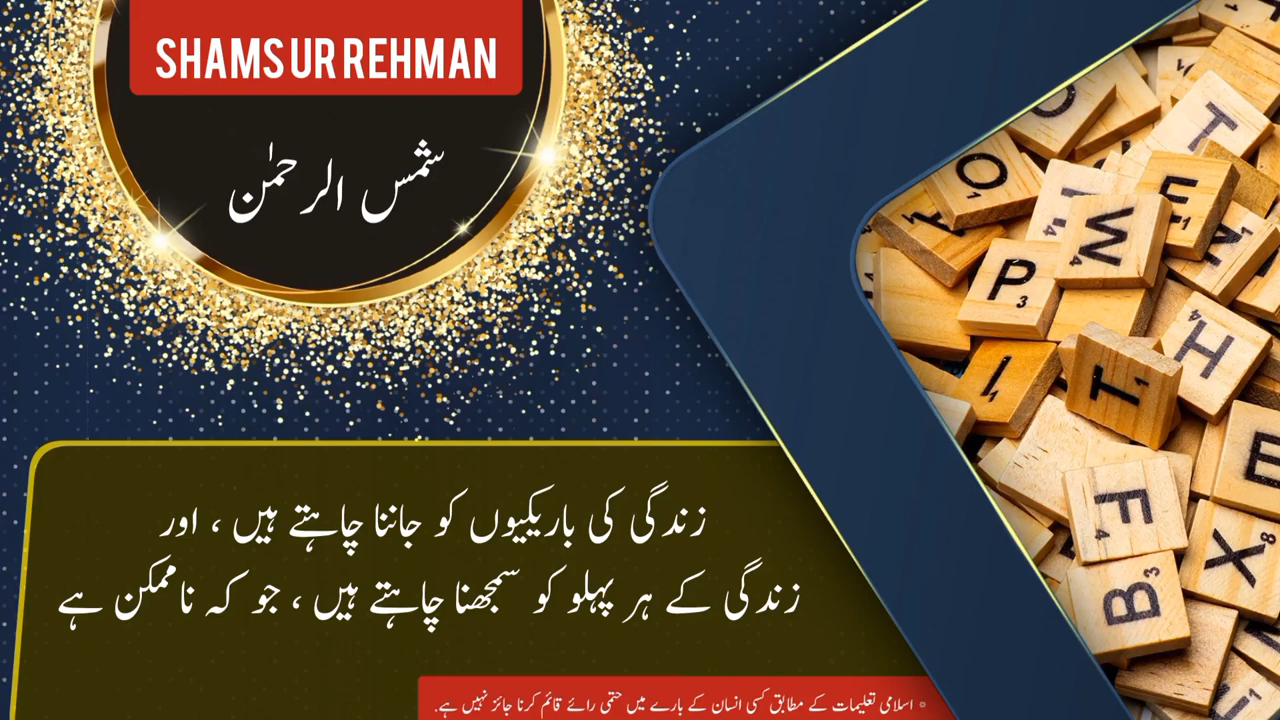 SHAMS UR REHMAN
شمس الرحمٰن
زندگی کی باریکیوں کو جاننا چاہتے ہیں ، اور
زندگی کے ہر پہلو کو سمجھنا چاہتے ہیں ، جو کہ ناممکن ہے
اسلامی تعلیمات کے مطابق کسی انسان کے بارے میں حتمی رائے قائم کرنا جائز نہیں ہے.
T
O
E
W
P
H
I
T
F
X
B